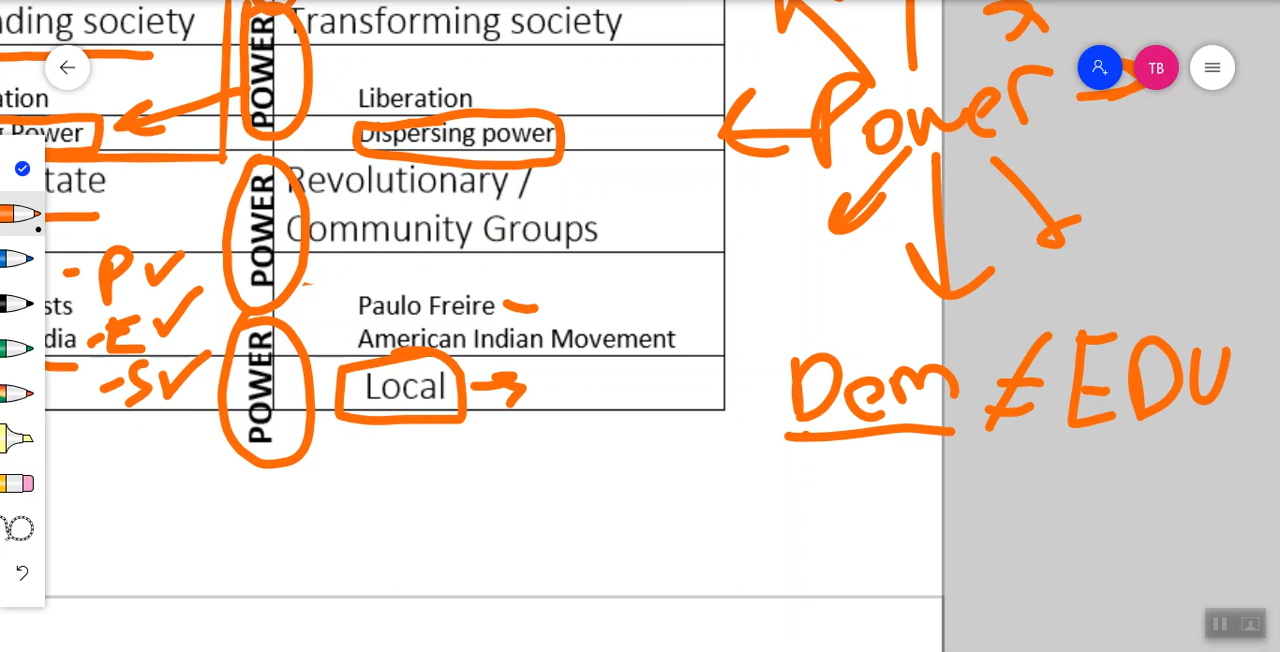 ding society
POWER
Transforming society
x
TB
ation
Liberation
Power
Power
Dispersing power
tate
POWER
Revolutionary /
Community Groups
- P ✓
sts
Paulo Freire
dia
- E ✓
American Indian Movement
- S ✓
POWER
Local
Dem ≠ EDU